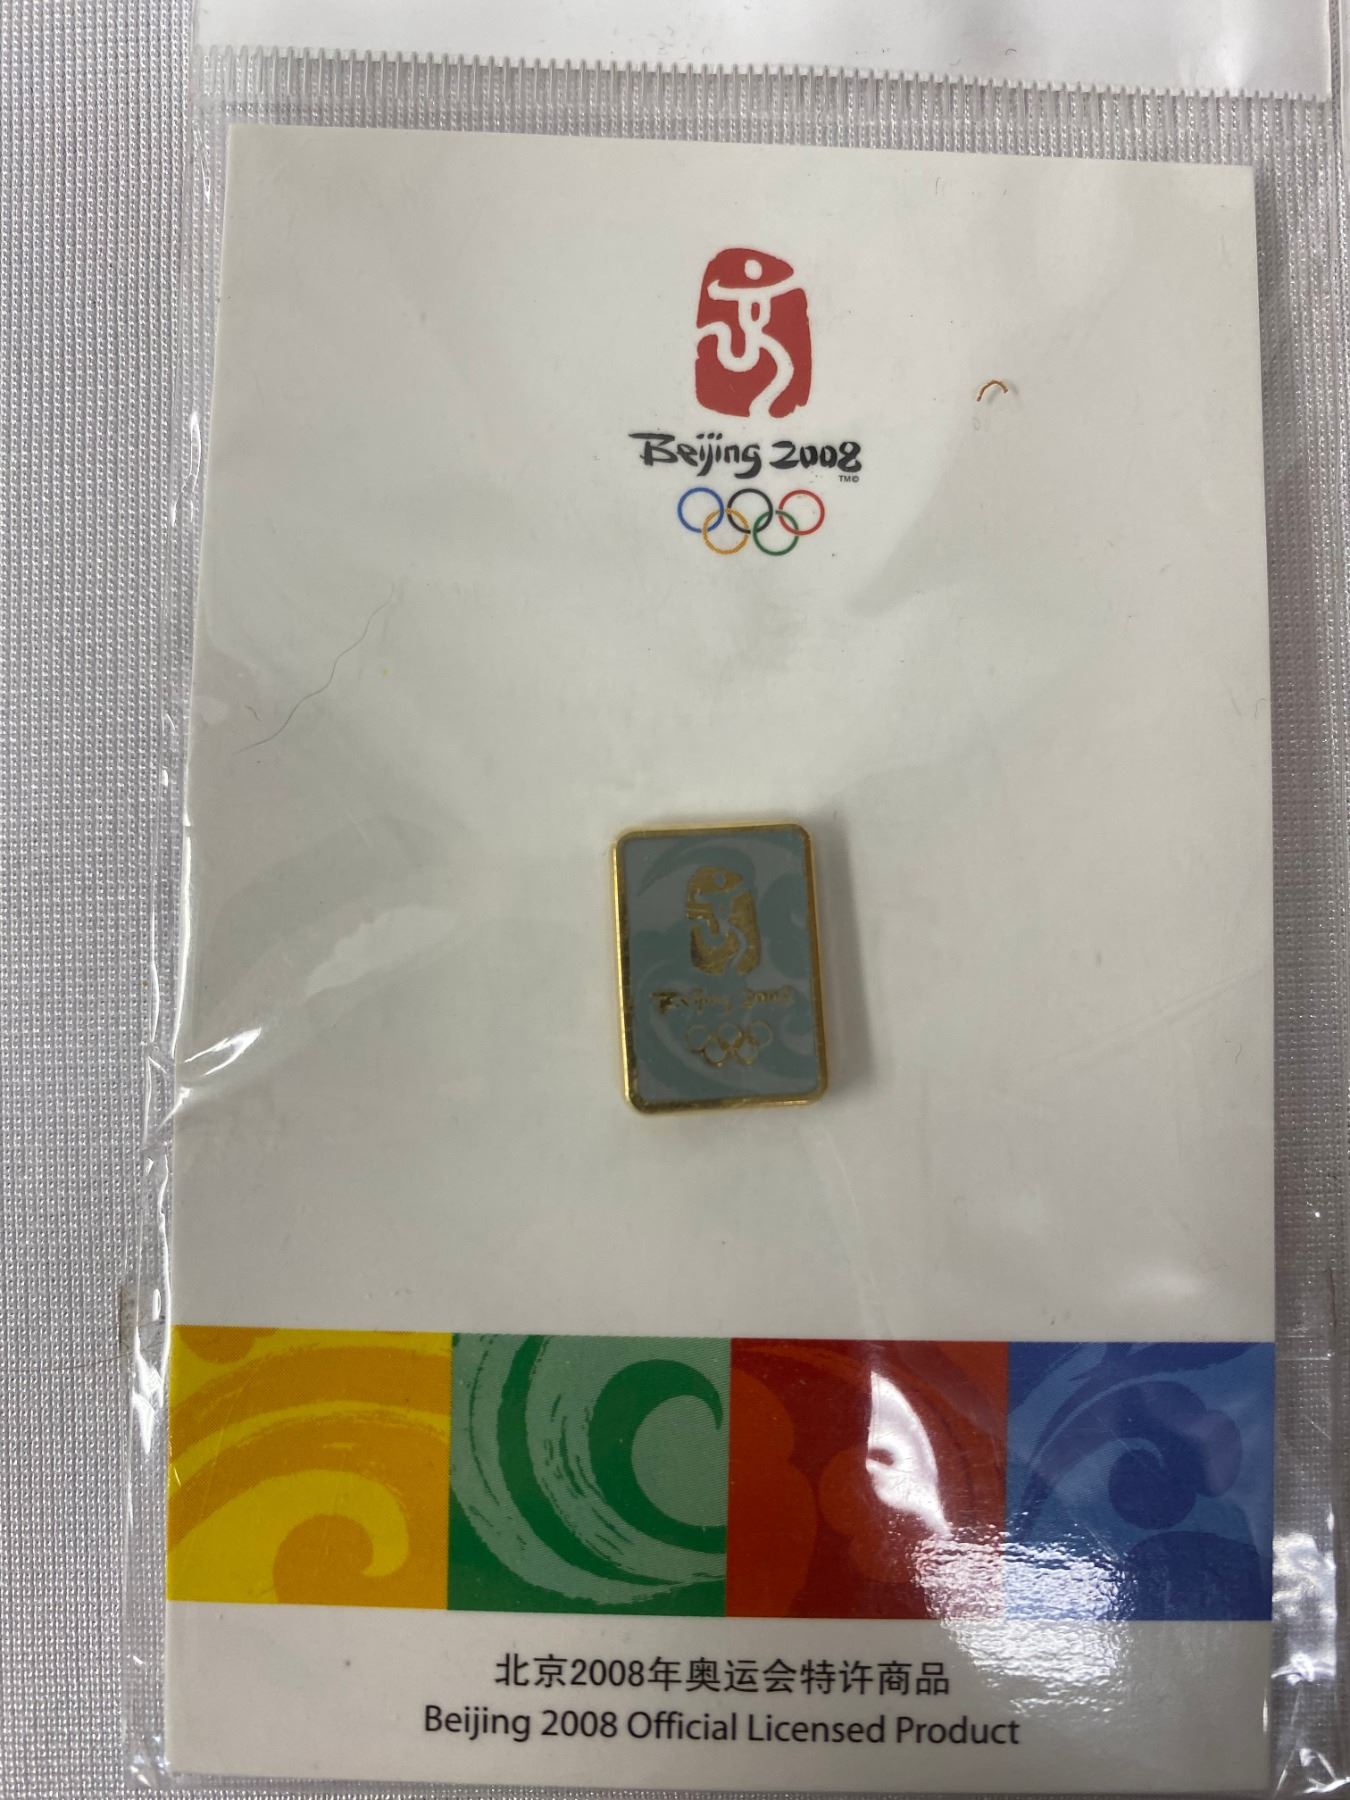 Beijing 2008
TM©
Beijing 2008
北京2008年奥运会特许商品
Beijing 2008 Official Licensed Product